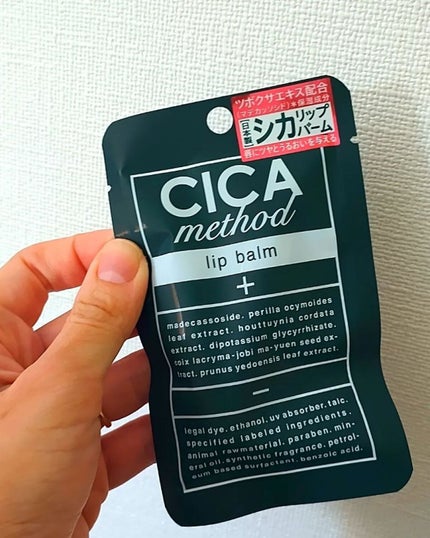 ツボクサエキス配合
(マデカッソシド)*保湿成分
日本製 シカリップバーム
唇にツヤとうるおいを与える
CICA
method
lip balm
+
madecassoside. perilla ocymoides
leaf extract. houttuynia cordata
extract. dipotassium glycyrrhizate.
coix lacryma-jobi ma-yuen seed ex-
tract. prunus yedoensis leaf extract.
−
legal dye. ethanol. uv absorber. talc.
specified labeled ingredients.
animal rawmaterial. paraben. min-
eral oil. synthetic fragrance. petrol-
eum based surfactant. benzoic acid.